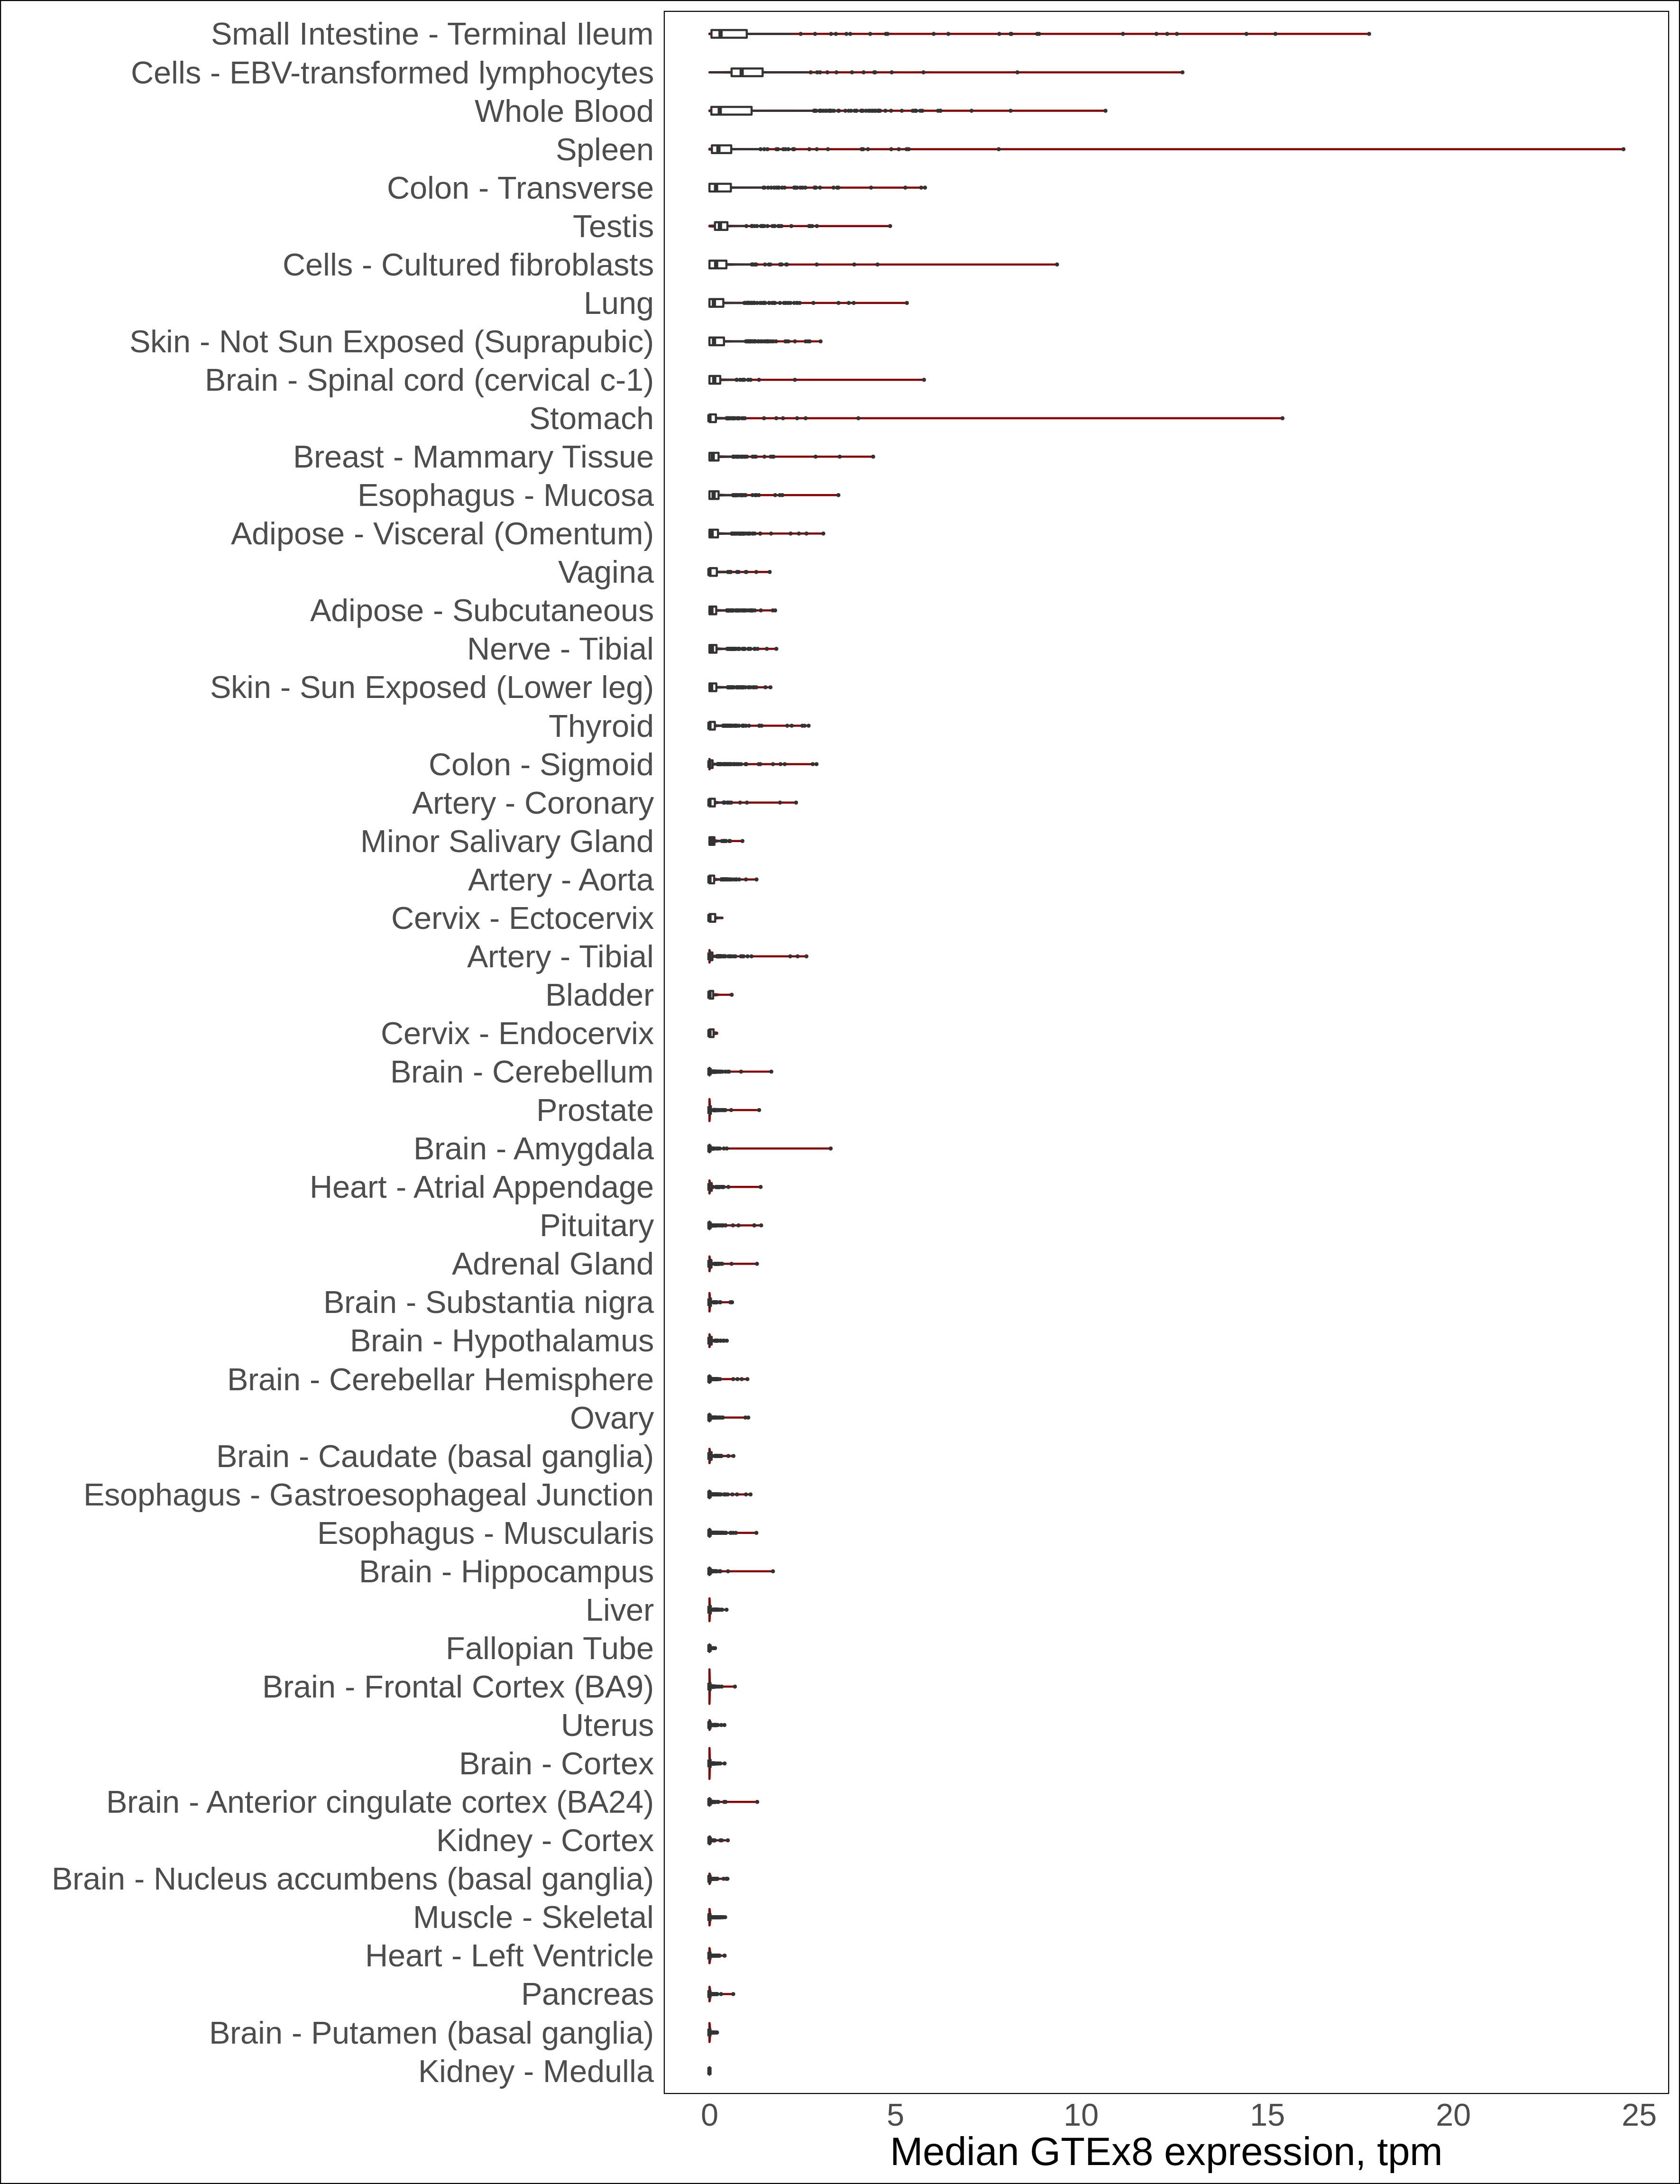 Small Intestine - Terminal Ileum
Cells - EBV-transformed lymphocytes
Whole Blood
Spleen
Colon - Transverse
Testis
Cells - Cultured fibroblasts
Lung
Skin - Not Sun Exposed (Suprapubic)
Brain - Spinal cord (cervical c-1)
Stomach
Breast - Mammary Tissue
Esophagus - Mucosa
Adipose - Visceral (Omentum)
Vagina
Adipose - Subcutaneous
Nerve - Tibial
Skin - Sun Exposed (Lower leg)
Thyroid
Colon - Sigmoid
Artery - Coronary
Minor Salivary Gland
Artery - Aorta
Cervix - Ectocervix
Artery - Tibial
Bladder
Cervix - Endocervix
Brain - Cerebellum
Prostate
Brain - Amygdala
Heart - Atrial Appendage
Pituitary
Adrenal Gland
Brain - Substantia nigra
Brain - Hypothalamus
Brain - Cerebellar Hemisphere
Ovary
Brain - Caudate (basal ganglia)
Esophagus - Gastroesophageal Junction
Esophagus - Muscularis
Brain - Hippocampus
Liver
Fallopian Tube
Brain - Frontal Cortex (BA9)
Uterus
Brain - Cortex
Brain - Anterior cingulate cortex (BA24)
Kidney - Cortex
Brain - Nucleus accumbens (basal ganglia)
Muscle - Skeletal
Heart - Left Ventricle
Pancreas
Brain - Putamen (basal ganglia)
Kidney - Medulla
0 5 10 15 20 25
Median GTEx8 expression, tpm